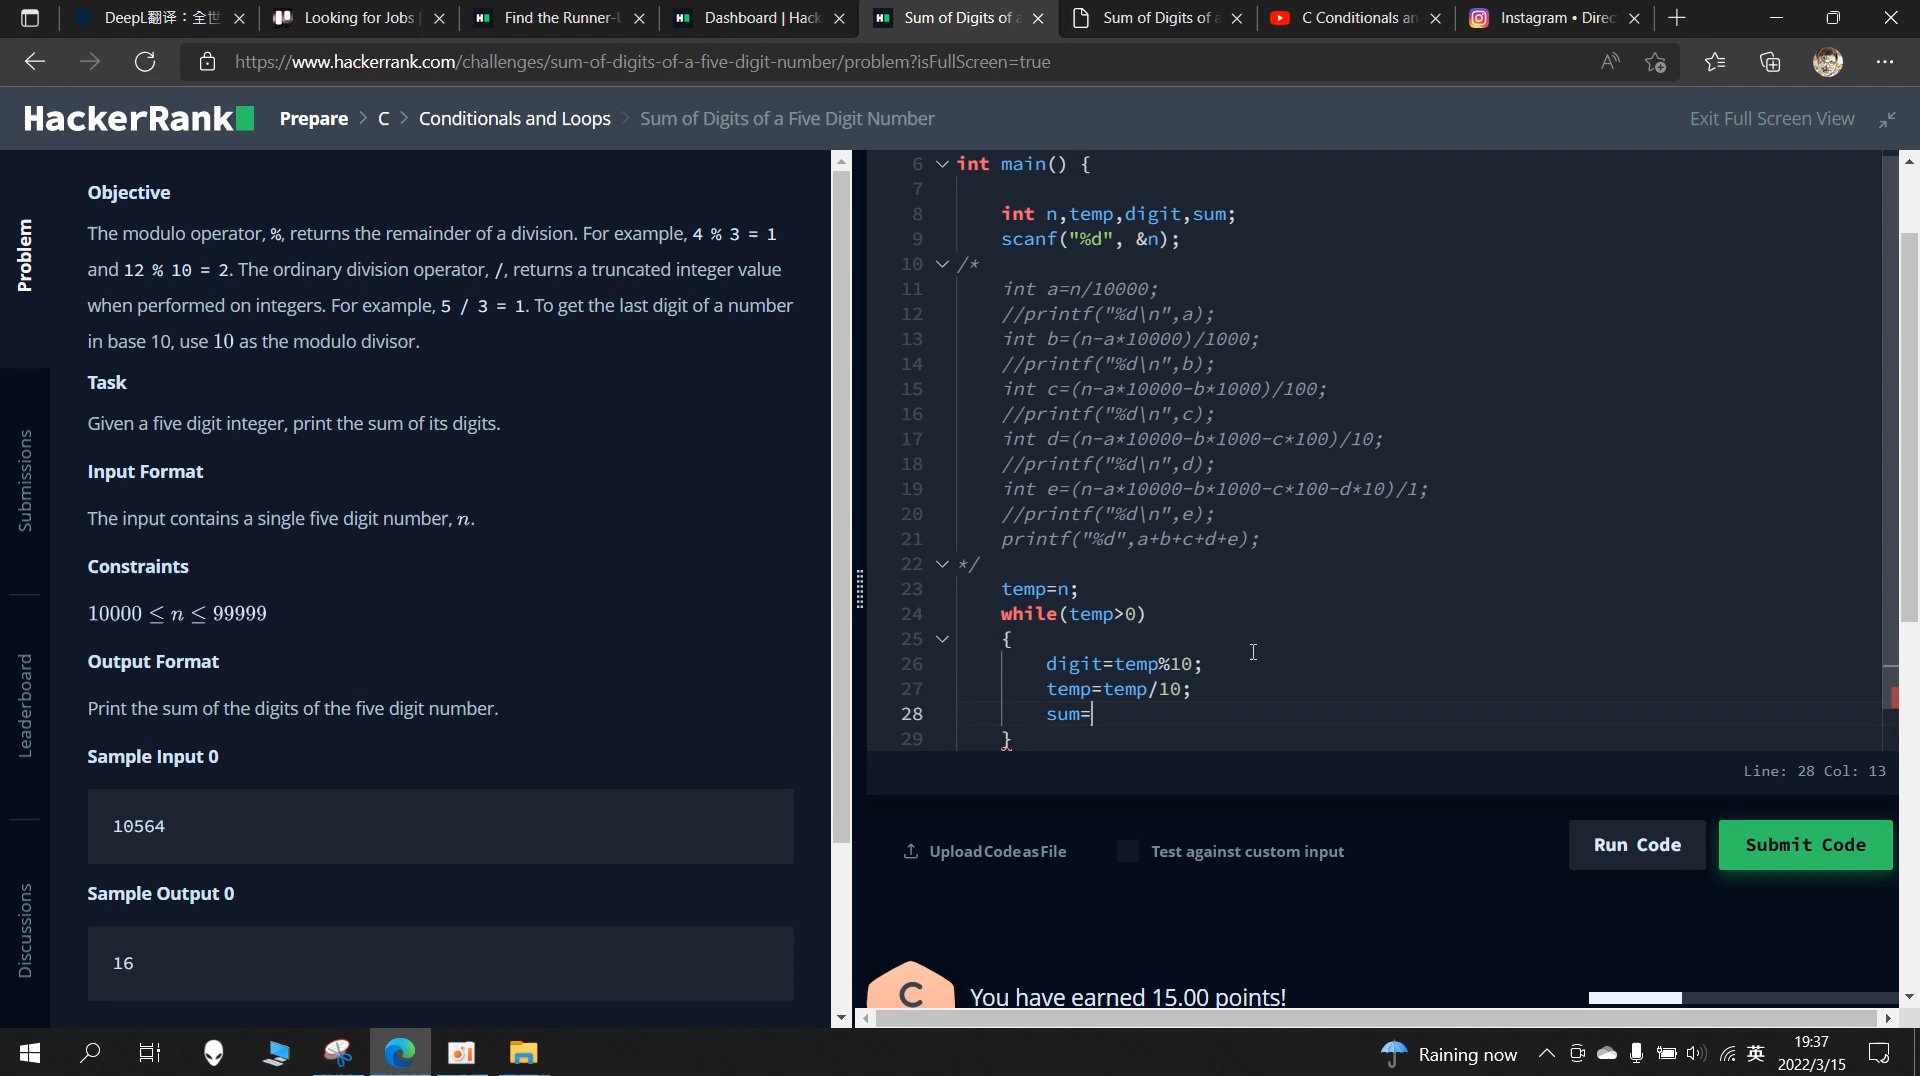 DeepL翻译：全世
Looking for Jobs
Find the Runner-U
Dashboard | Hack
Sum of Digits of a
Sum of Digits of a
C Conditionals an
Instagram • Direc
https://www.hackerrank.com/challenges/sum-of-digits-of-a-five-digit-number/problem?isFullScreen=true
HackerRank
Prepare > C > Conditionals and Loops > Sum of Digits of a Five Digit Number
Exit Full Screen View
Problem
Submissions
Leaderboard
Discussions
Objective
The modulo operator, %, returns the remainder of a division. For example, 4 % 3 = 1
and 12 % 10 = 2. The ordinary division operator, /, returns a truncated integer value
when performed on integers. For example, 5 / 3 = 1. To get the last digit of a number
in base 10, use 10 as the modulo divisor.
Task
Given a five digit integer, print the sum of its digits.
Input Format
The input contains a single five digit number, n.
Constraints
10000 ≤ n ≤ 99999
Output Format
Print the sum of the digits of the five digit number.
Sample Input 0
10564
Sample Output 0
16
6 int main() {
7
8 int n,temp,digit,sum;
9 scanf("%d", &n);
10 /*
11 int a=n/10000;
12 //printf("%d\n",a);
13 int b=(n-a*10000)/1000;
14 //printf("%d\n",b);
15 int c=(n-a*10000-b*1000)/100;
16 //printf("%d\n",c);
17 int d=(n-a*10000-b*1000-c*100)/10;
18 //printf("%d\n",d);
19 int e=(n-a*10000-b*1000-c*100-d*10)/1;
20 //printf("%d\n",e);
21 printf("%d",a+b+c+d+e);
22 */
23 temp=n;
24 while(temp>0)
25 {
26 digit=temp%10;
27 temp=temp/10;
28 sum=
29 }
Line: 28 Col: 13
Upload Code as File
Test against custom input
Run Code
Submit Code
C
You have earned 15.00 points!
Raining now
英
19:37
2022/3/15